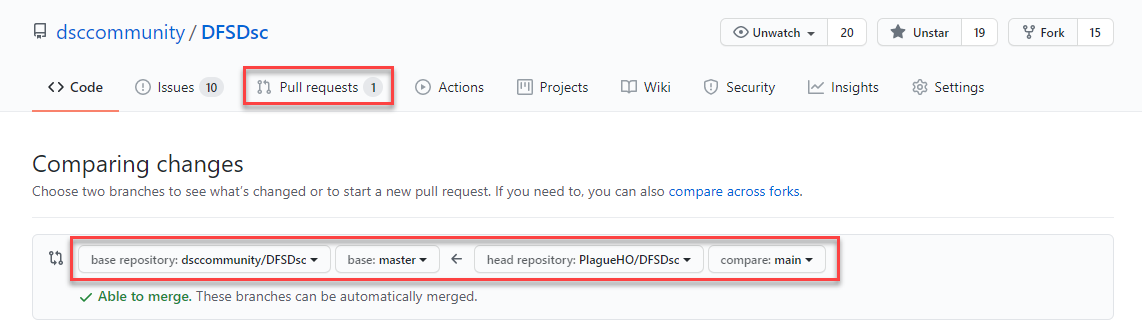 dsccommunity / DFSDsc Unwatch 20 Unstar 19 Fork 15
Code Issues 10 Pull requests 1 Actions Projects Wiki Security Insights Settings
Comparing changes
Choose two branches to see what's changed or to start a new pull request. If you need to, you can also compare across forks.
base repository: dsccommunity/DFSDsc base: master head repository: PlagueHO/DFSDsc compare: main
Able to merge. These branches can be automatically merged.